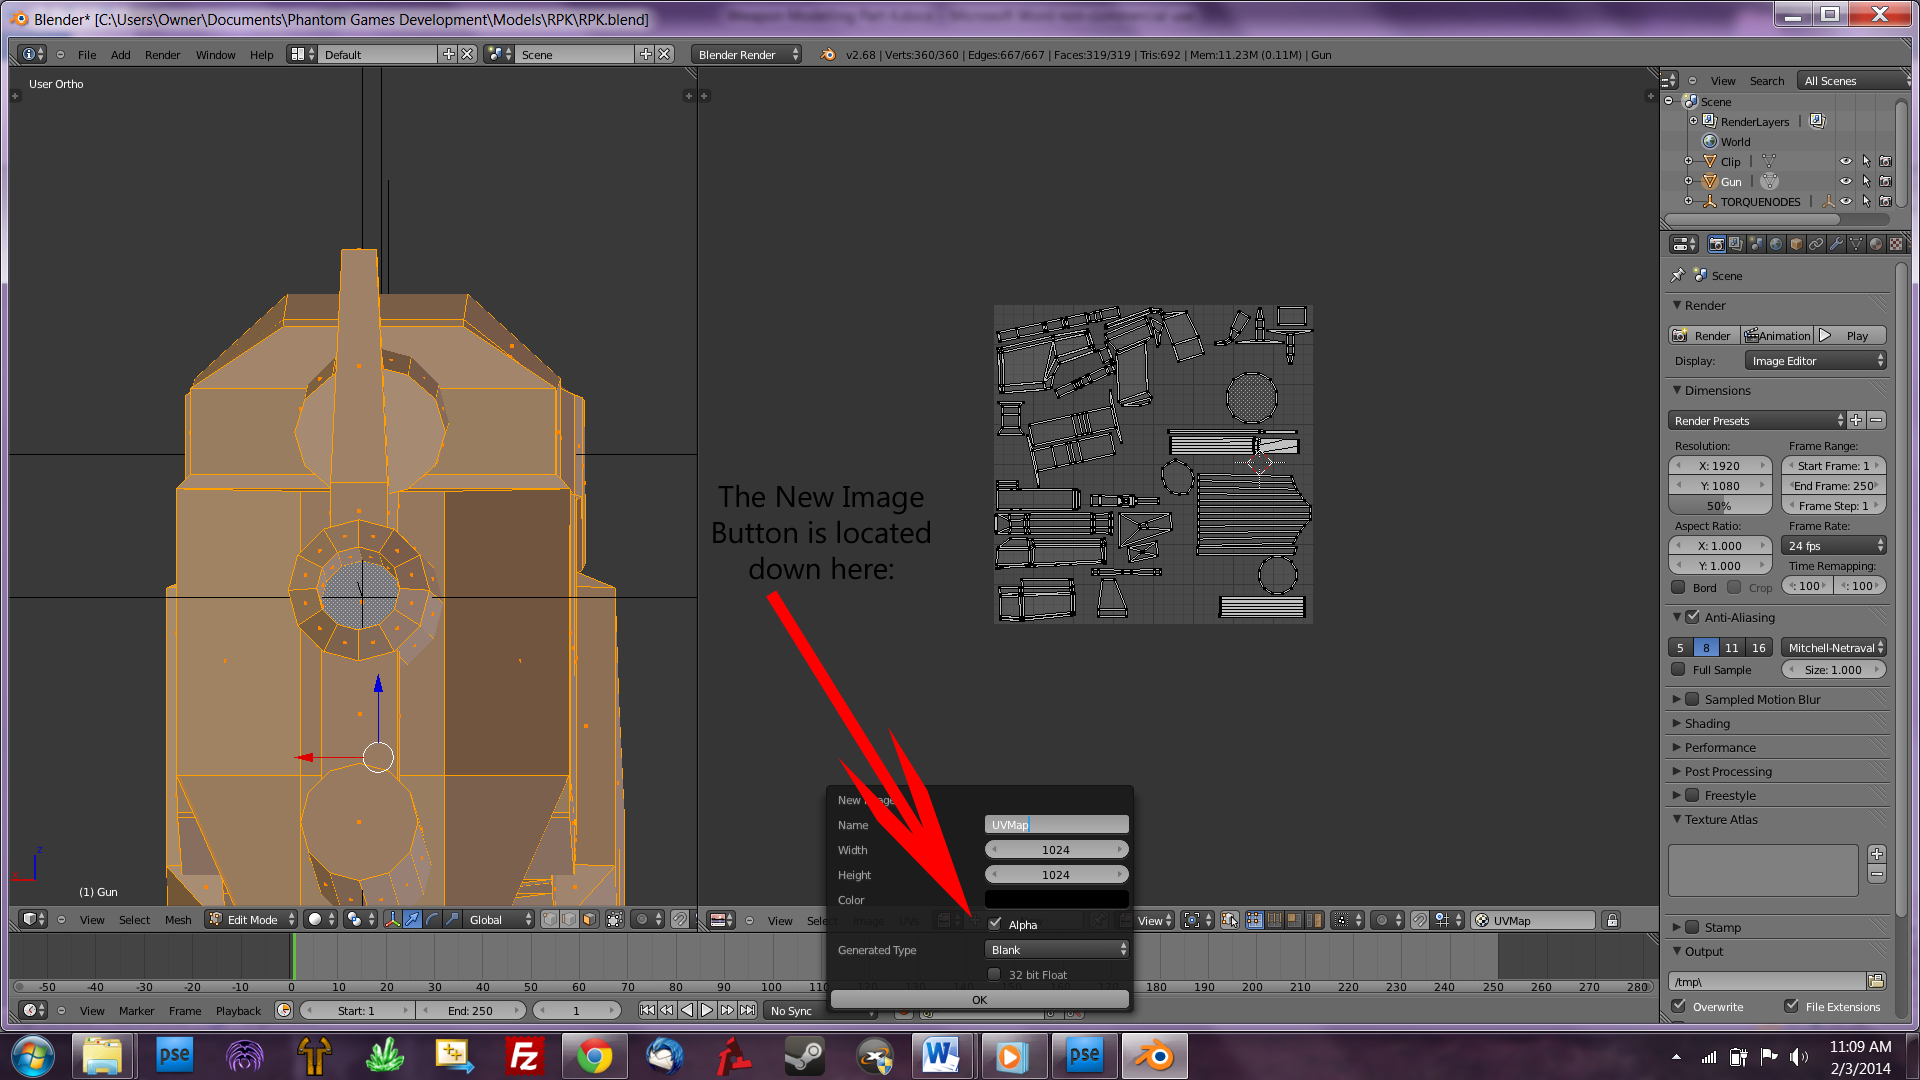 Blender* [C:\Users\Owner\Documents\Phantom Games Development\Models\RPK\RPK.blend]
File Add Render Window Help Default Scene Blender Render v2.68 | Verts:360/360 | Edges:667/667 | Faces:319/319 | Tris:692 | Mem:11.23M (0.11M) | Gun
User Ortho
View Search All Scenes
Scene
RenderLayers
World
Clip
Gun
TORQUENODES
Scene
Render
Render Animation Play
Display: Image Editor
Dimensions
Render Presets
Resolution: Frame Range:
X: 1920 Start Frame: 1
Y: 1080 End Frame: 250
50% Frame Step: 1
Aspect Ratio: Frame Rate:
X: 1.000 24 fps
Y: 1.000 Time Remapping:
Bord Crop : 100 : 100
Anti-Aliasing
5 8 11 16 Mitchell-Netraval
Full Sample Size: 1.000
Sampled Motion Blur
Shading
Performance
Post Processing
Freestyle
Texture Atlas
Stamp
Output
/tmp\
Overwrite File Extensions
The New Image
Button is located
down here:
New Image
Name UVMap
Width 1024
Height 1024
Color
Alpha
Generated Type Blank
32 bit Float
OK
z
(1) Gun
View Select Mesh Edit Mode Global
View Select Image UVs View UVMap
-50 -40 -30 -20 -10 0 10 20 30 40 50 60 70 80 90 100 110 120 130 140 150 160 170 180 190 200 210 220 230 240 250 260 270 280
View Marker Frame Playback Start: 1 End: 250 1 No Sync
pse Fz W pse
11:09 AM
2/3/2014